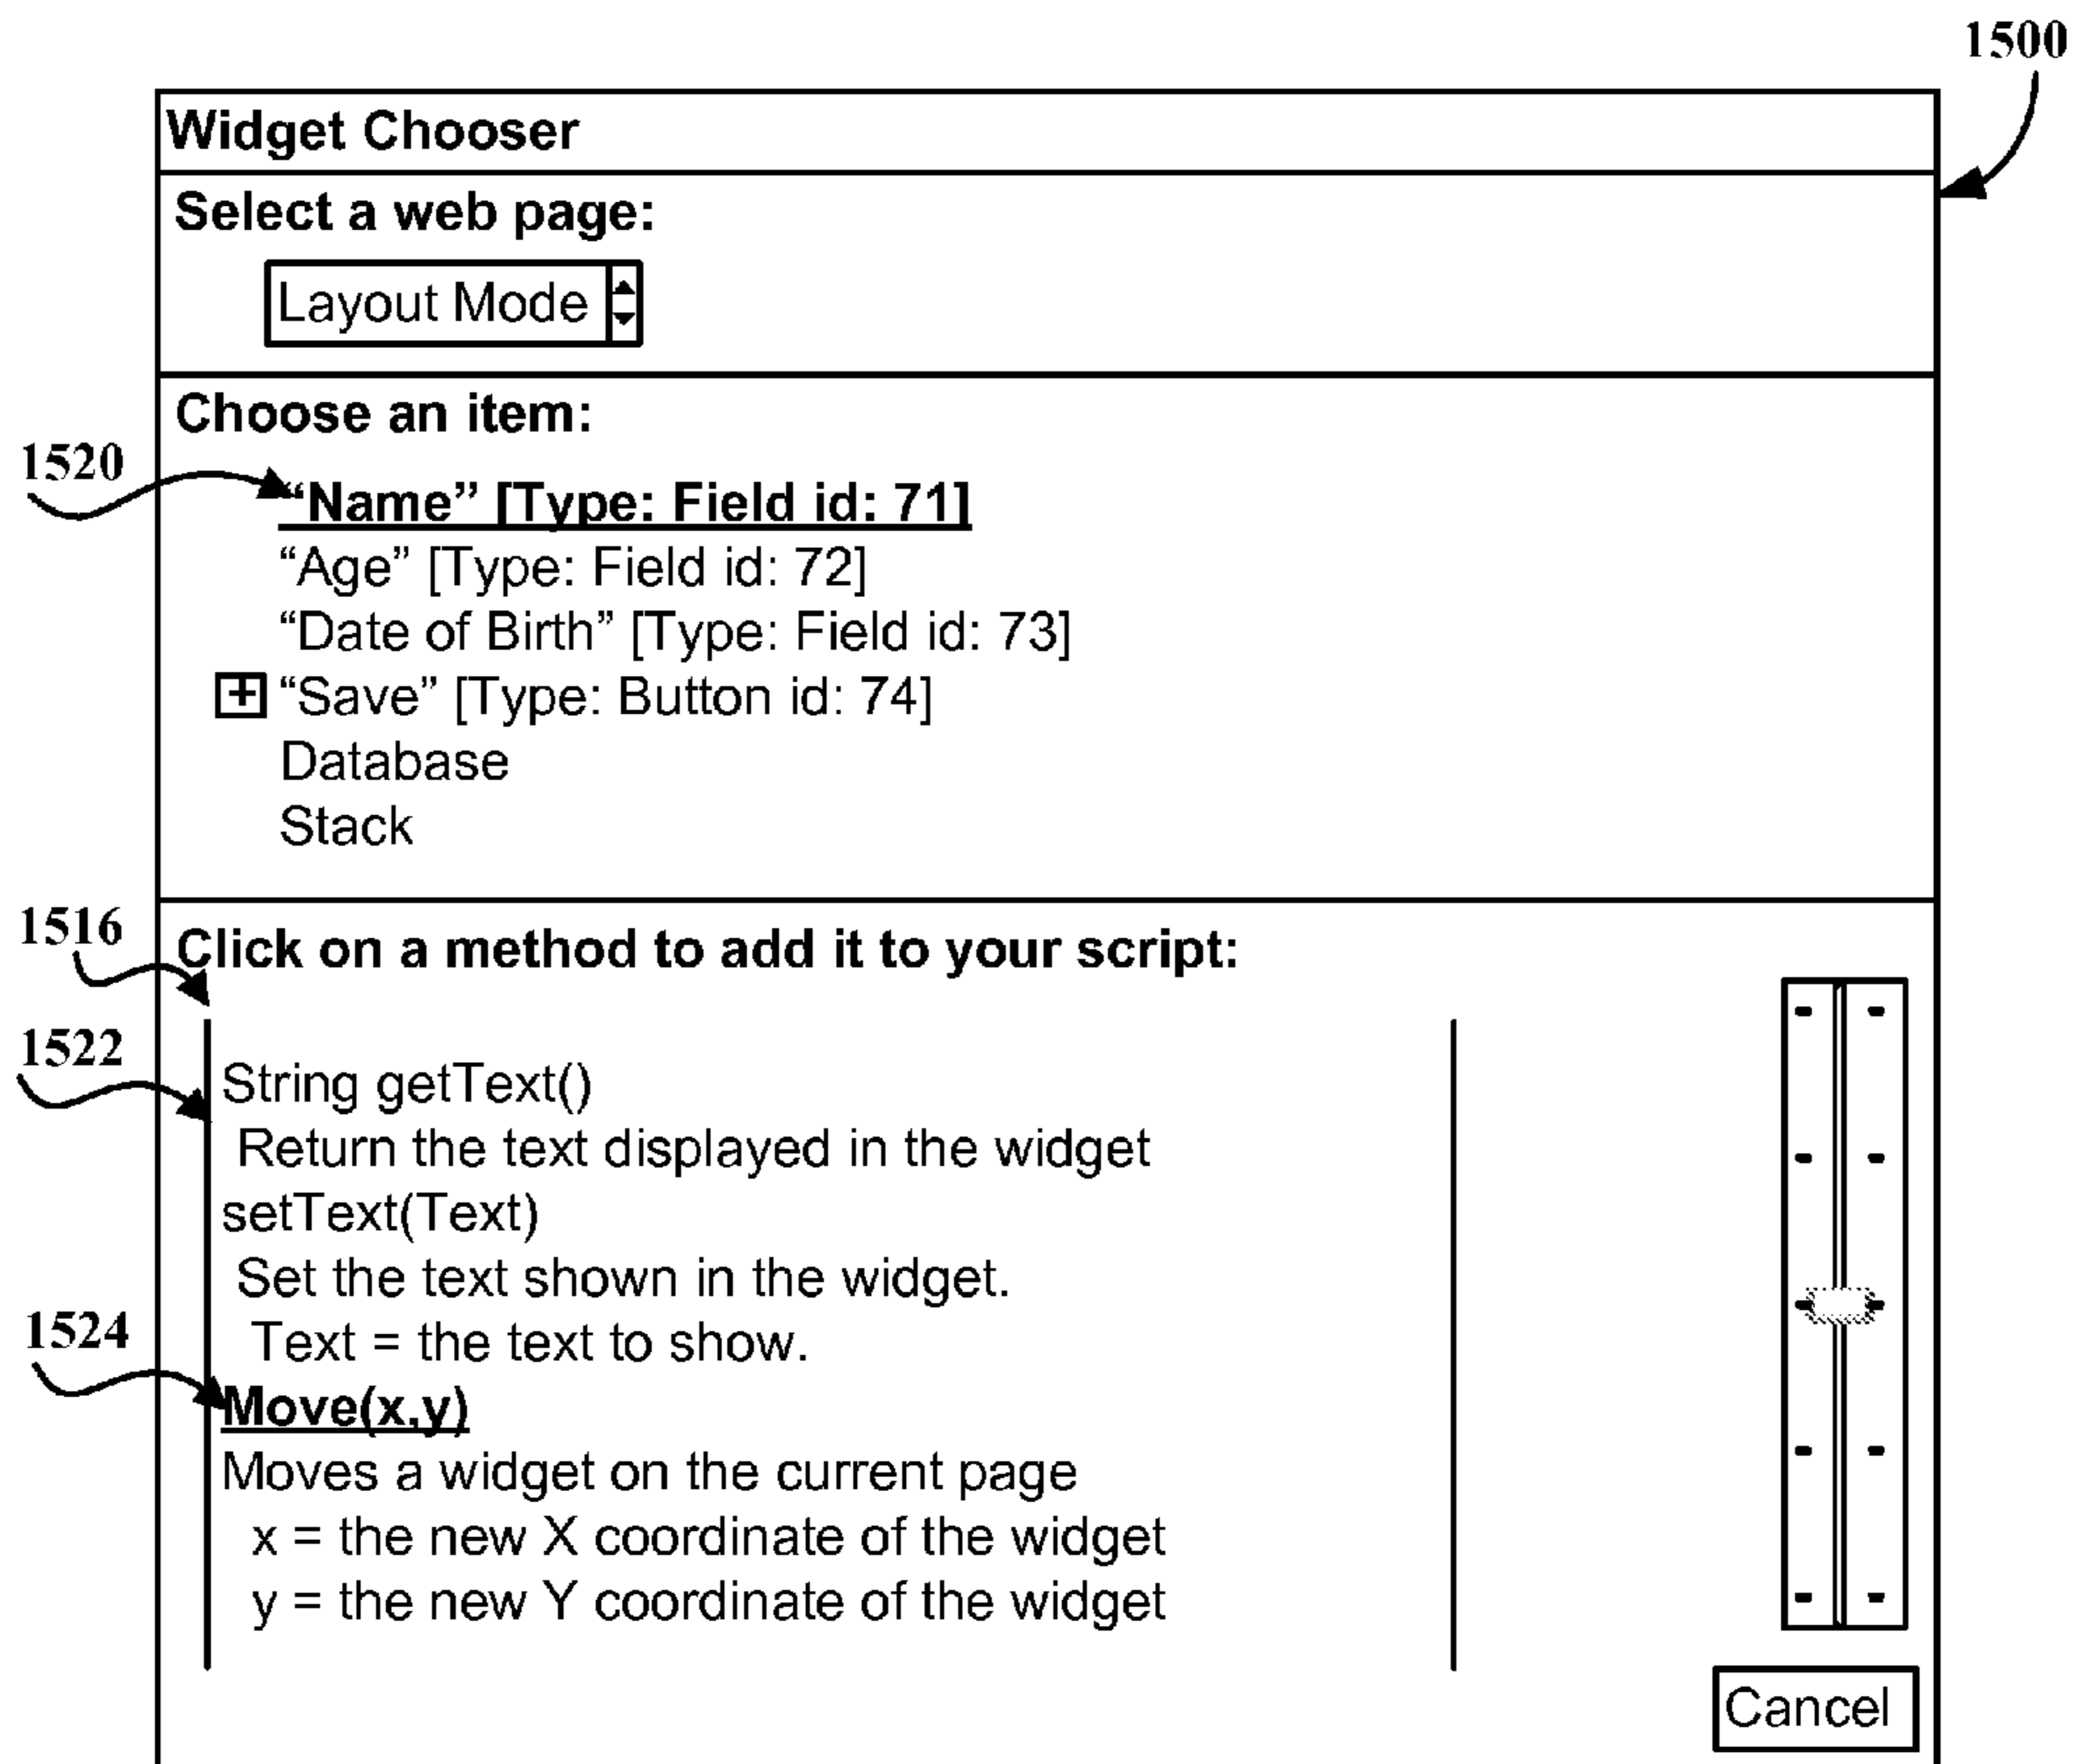 1500
Widget Chooser
Select a web page:
Layout Mode
Choose an item:
1520
“Name” [Type: Field id: 71]
“Age” [Type: Field id: 72]
“Date of Birth” [Type: Field id: 73]
“Save” [Type: Button id: 74]
Database
Stack
1516
Click on a method to add it to your script:
1522
String getText()
Return the text displayed in the widget
setText(Text)
Set the text shown in the widget.
1524
Text = the text to show.
Move(x,y)
Moves a widget on the current page
x = the new X coordinate of the widget
y = the new Y coordinate of the widget
Cancel